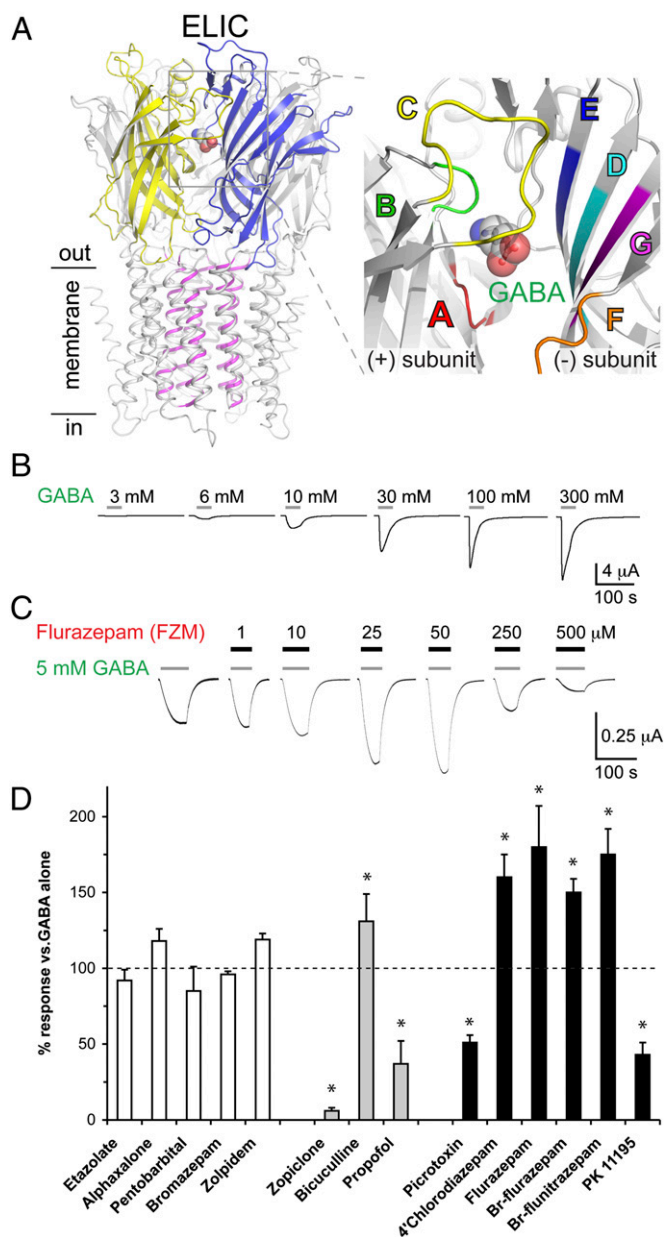 A
ELIC
out
membrane
in
C
B
A
GABA
E
D
G
F
(+) subunit
(-) subunit
B
GABA
3 mM
6 mM
10 mM
30 mM
100 mM
300 mM
4 μA
100 s
C
Flurazepam (FZM)
1
10
25
50
250
500 μM
5 mM GABA
0.25 μA
100 s
D
% response vs.GABA alone
200
150
100
50
0
*
*
*
*
*
*
*
*
*
Etazolate
Alphaxalone
Pentobarbital
Bromazepam
Zolpidem
Zopiclone
Bicuculline
Propofol
Picrotoxin
4'Chlorodiazepam
Flurazepam
Br-flurazepam
Br-flunitrazepam
PK 11195